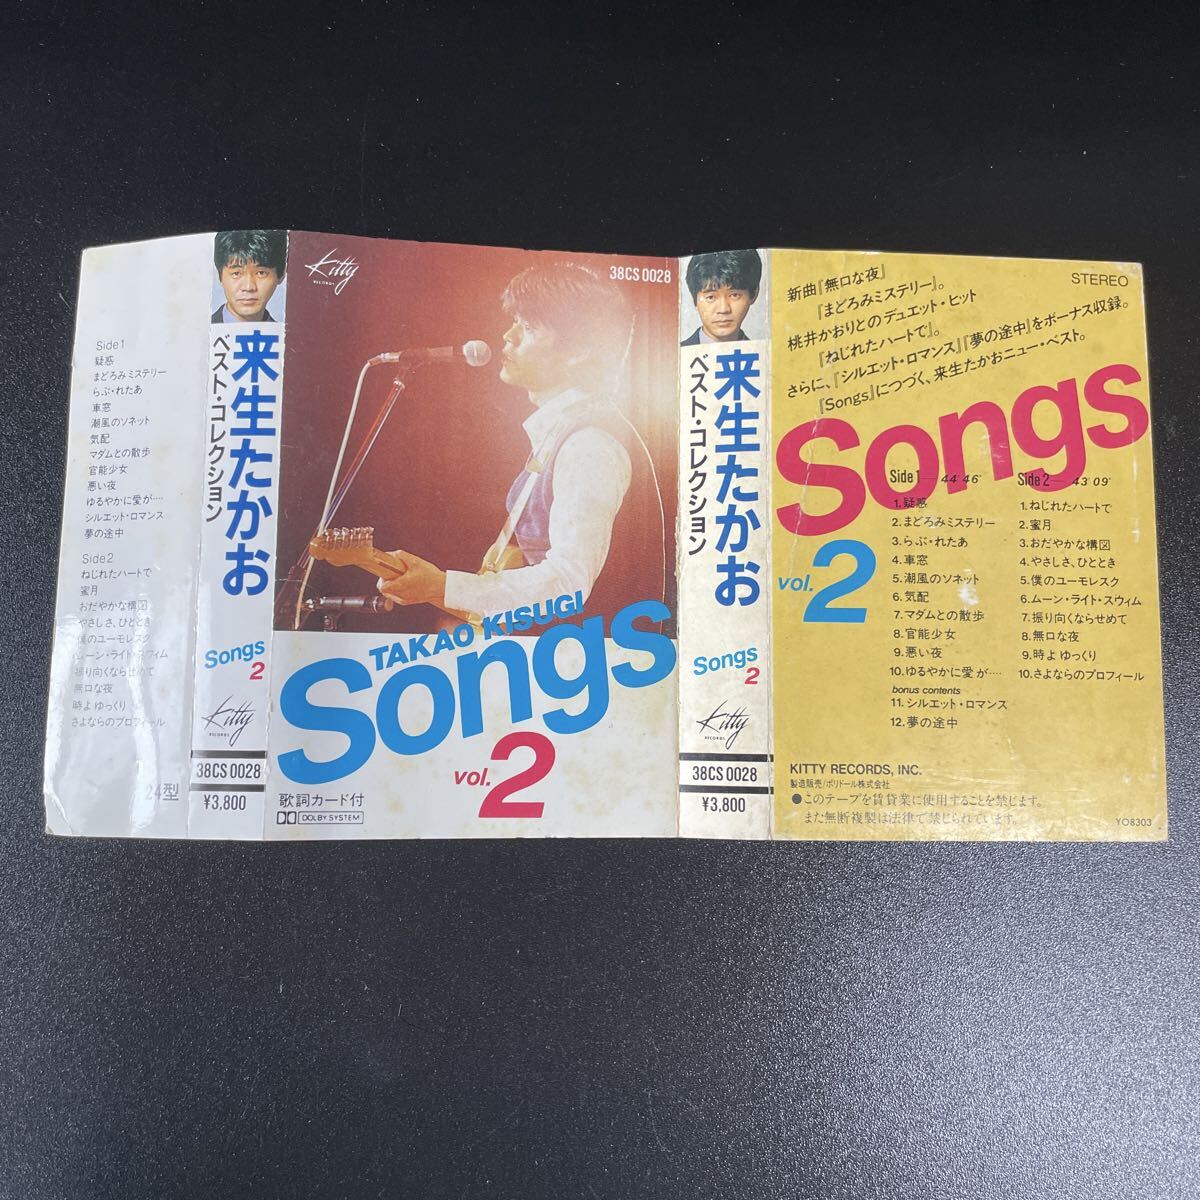 Side 1
疑惑
まどろみミステリー
らぶ・れたあ
車窓
潮風のソネット
気配
マダムとの散歩
官能少女
悪い夜
ゆるやかに愛が‥‥
シルエット・ロマンス
夢の途中
Side 2
ねじれたハートで
蜜月
おだやかな構図
やさしさ、ひととき
僕のユーモレスク
ムーン・ライト・スウィム
振り向くならせめて
無口な夜
時よ ゆっくり
さよならのプロフィール
24型
来生たかお
ベスト・コレクション
Songs
2
Kitty
RECORDS
38CS 0028
¥3,800
Kitty
RECORDS
38CS 0028
TAKAO KISUGI
Songs
vol.2
歌詞カード付
DOLBY SYSTEM
来生たかお
ベスト・コレクション
Songs
2
Kitty
RECORDS
38CS 0028
¥3,800
STEREO
新曲『無口な夜』
『まどろみミステリー』。
桃井かおりとのデュエット・ヒット
『ねじれたハートで』。
さらに、『シルエット・ロマンス』『夢の途中』をボーナス収録。
『Songs』につづく、来生たかおニュー・ベスト。
Songs
vol.2
Side 1— 44′46″
1. 疑惑
2. まどろみミステリー
3. らぶ・れたあ
4. 車窓
5. 潮風のソネット
6. 気配
7. マダムとの散歩
8. 官能少女
9. 悪い夜
10. ゆるやかに愛が‥‥
bonus contents
11. シルエット・ロマンス
12. 夢の途中
Side 2— 43′09″
1. ねじれたハートで
2. 蜜月
3. おだやかな構図
4. やさしさ、ひととき
5. 僕のユーモレスク
6. ムーン・ライト・スウィム
7. 振り向くならせめて
8. 無口な夜
9. 時よ ゆっくり
10. さよならのプロフィール
KITTY RECORDS, INC.
製造販売/ポリドール株式会社
●このテープを賃貸業に使用することを禁じます。
また無断複製は法律で禁じられています。
YO8303